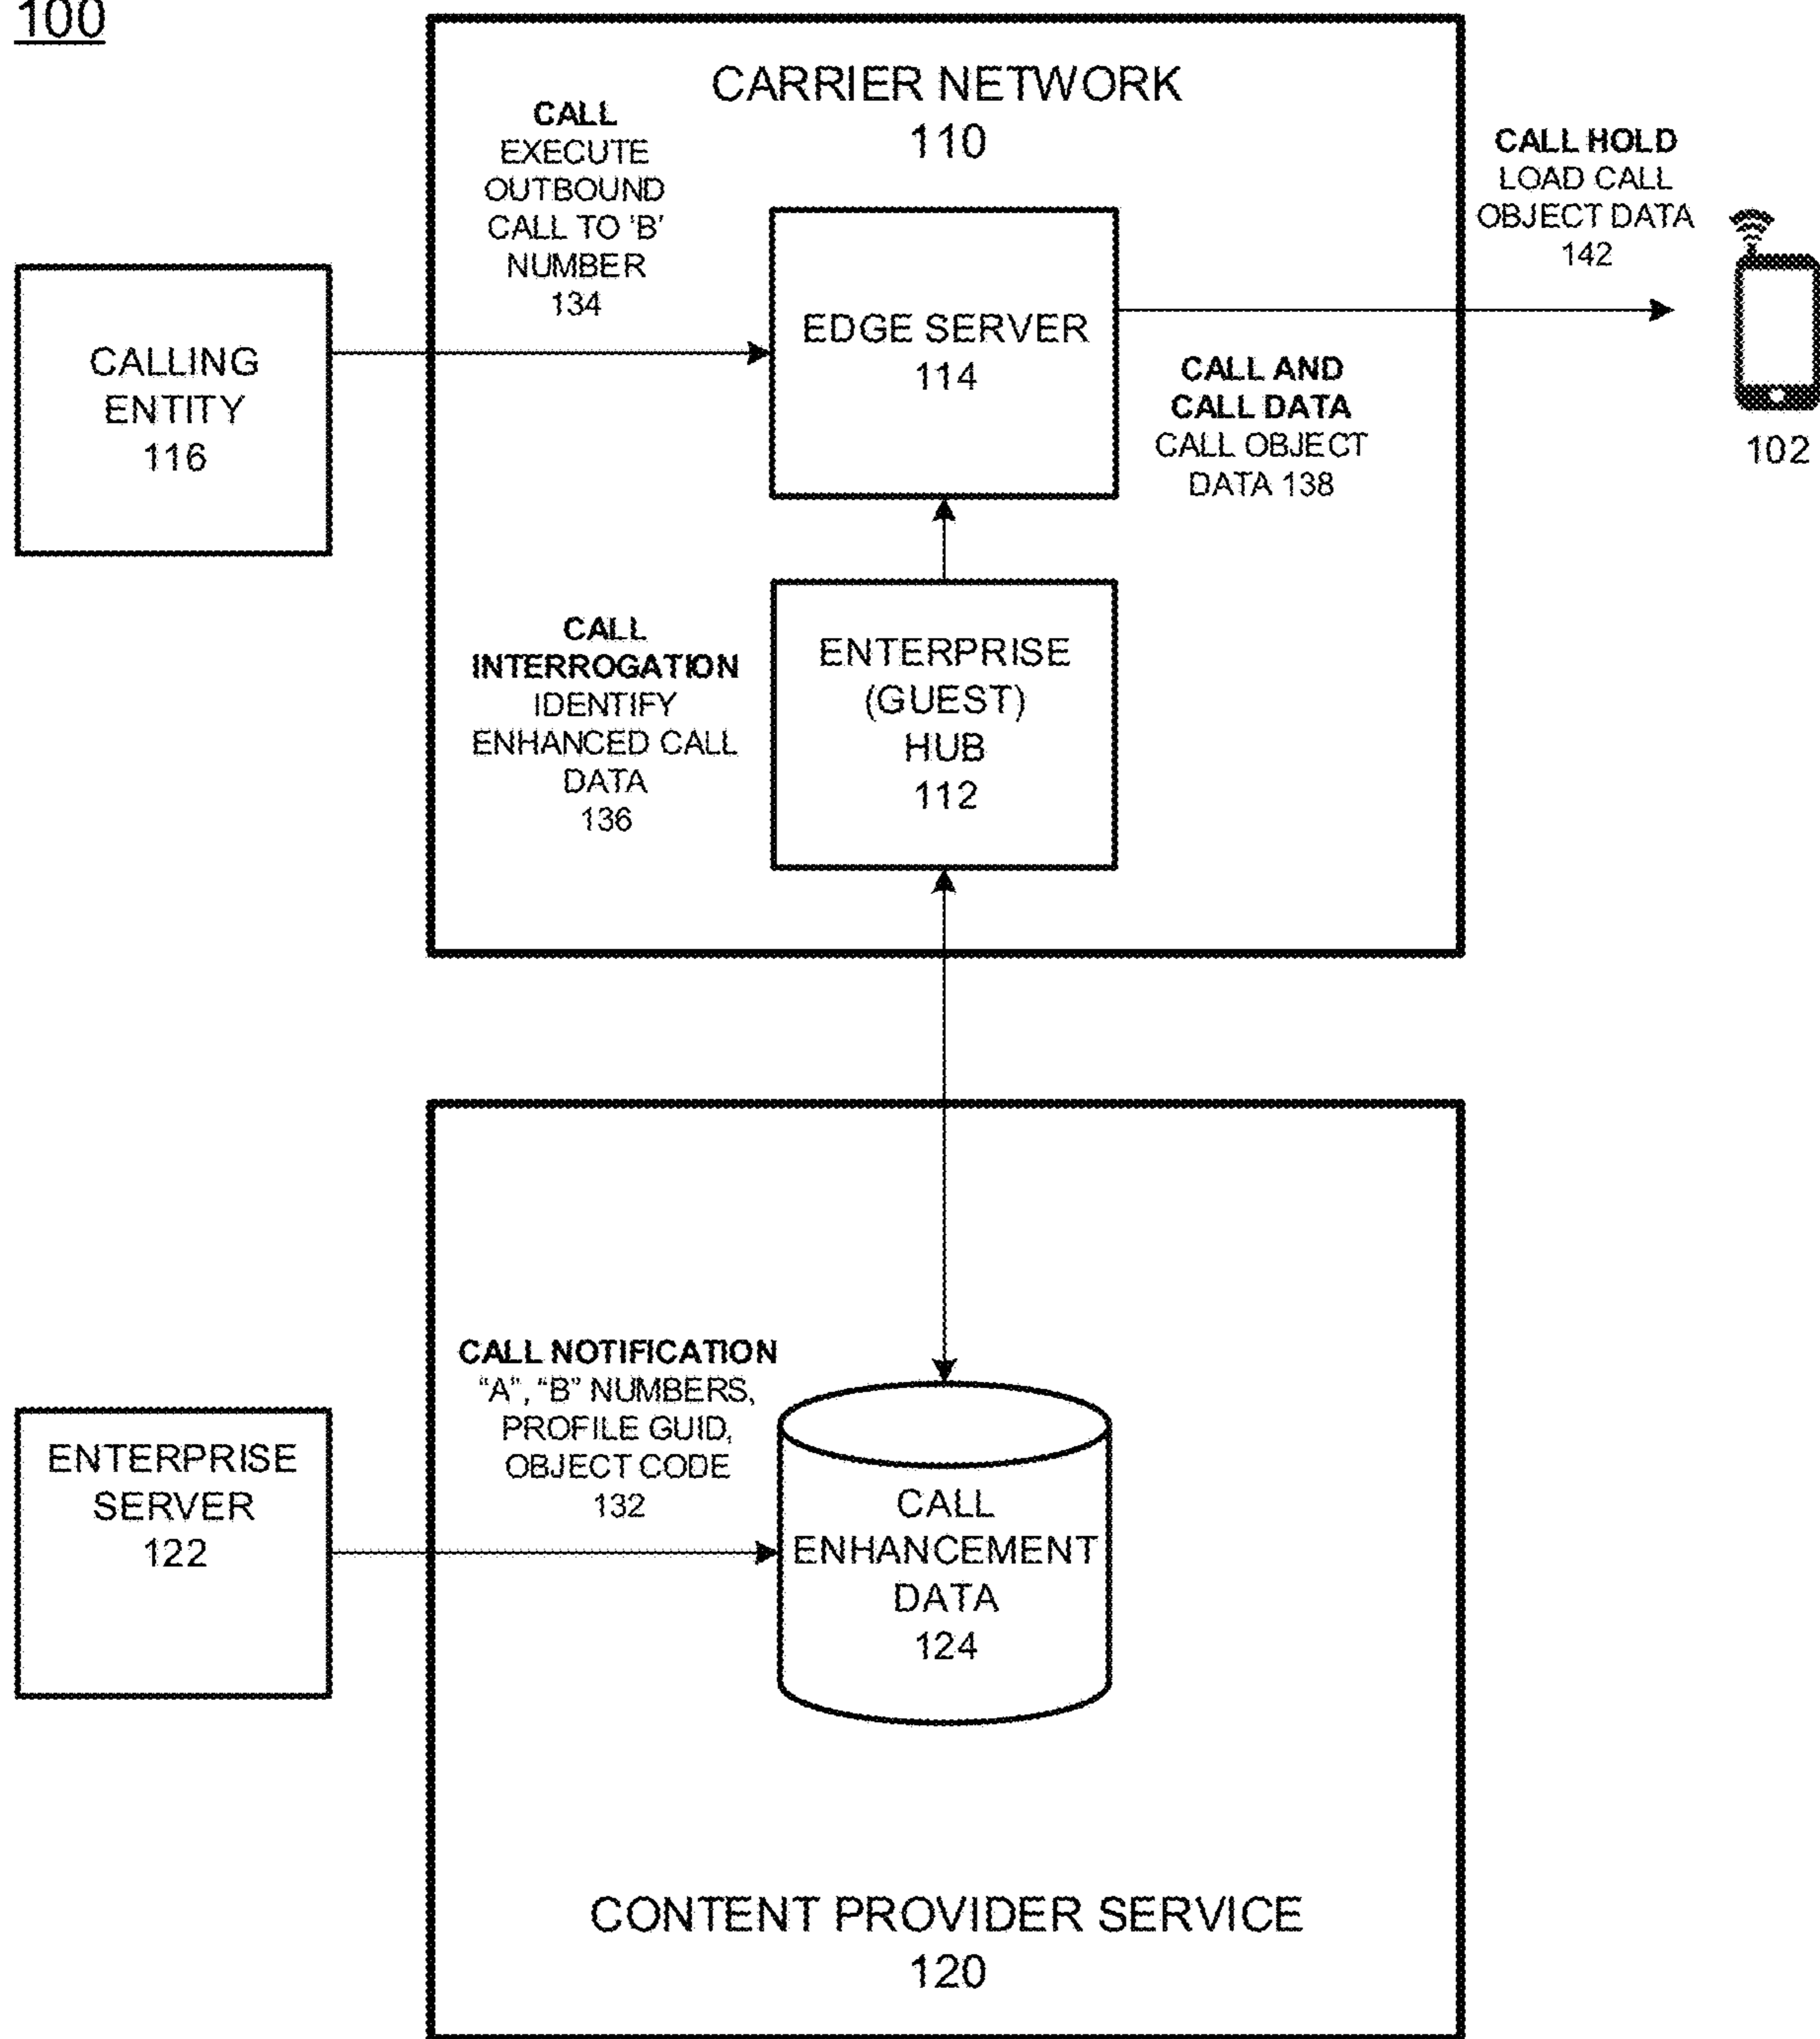 100
CARRIER NETWORK
110
CALL
EXECUTE
OUTBOUND
CALL TO 'B'
NUMBER
134
CALL HOLD
LOAD CALL
OBJECT DATA
142
CALLING
ENTITY
116
EDGE SERVER
114
CALL AND
CALL DATA
CALL OBJECT
DATA 138
102
CALL
INTERROGATION
IDENTIFY
ENHANCED CALL
DATA
136
ENTERPRISE
(GUEST)
HUB
112
CALL NOTIFICATION
“A”, “B” NUMBERS,
PROFILE GUID,
OBJECT CODE
132
ENTERPRISE
SERVER
122
CALL
ENHANCEMENT
DATA
124
CONTENT PROVIDER SERVICE
120